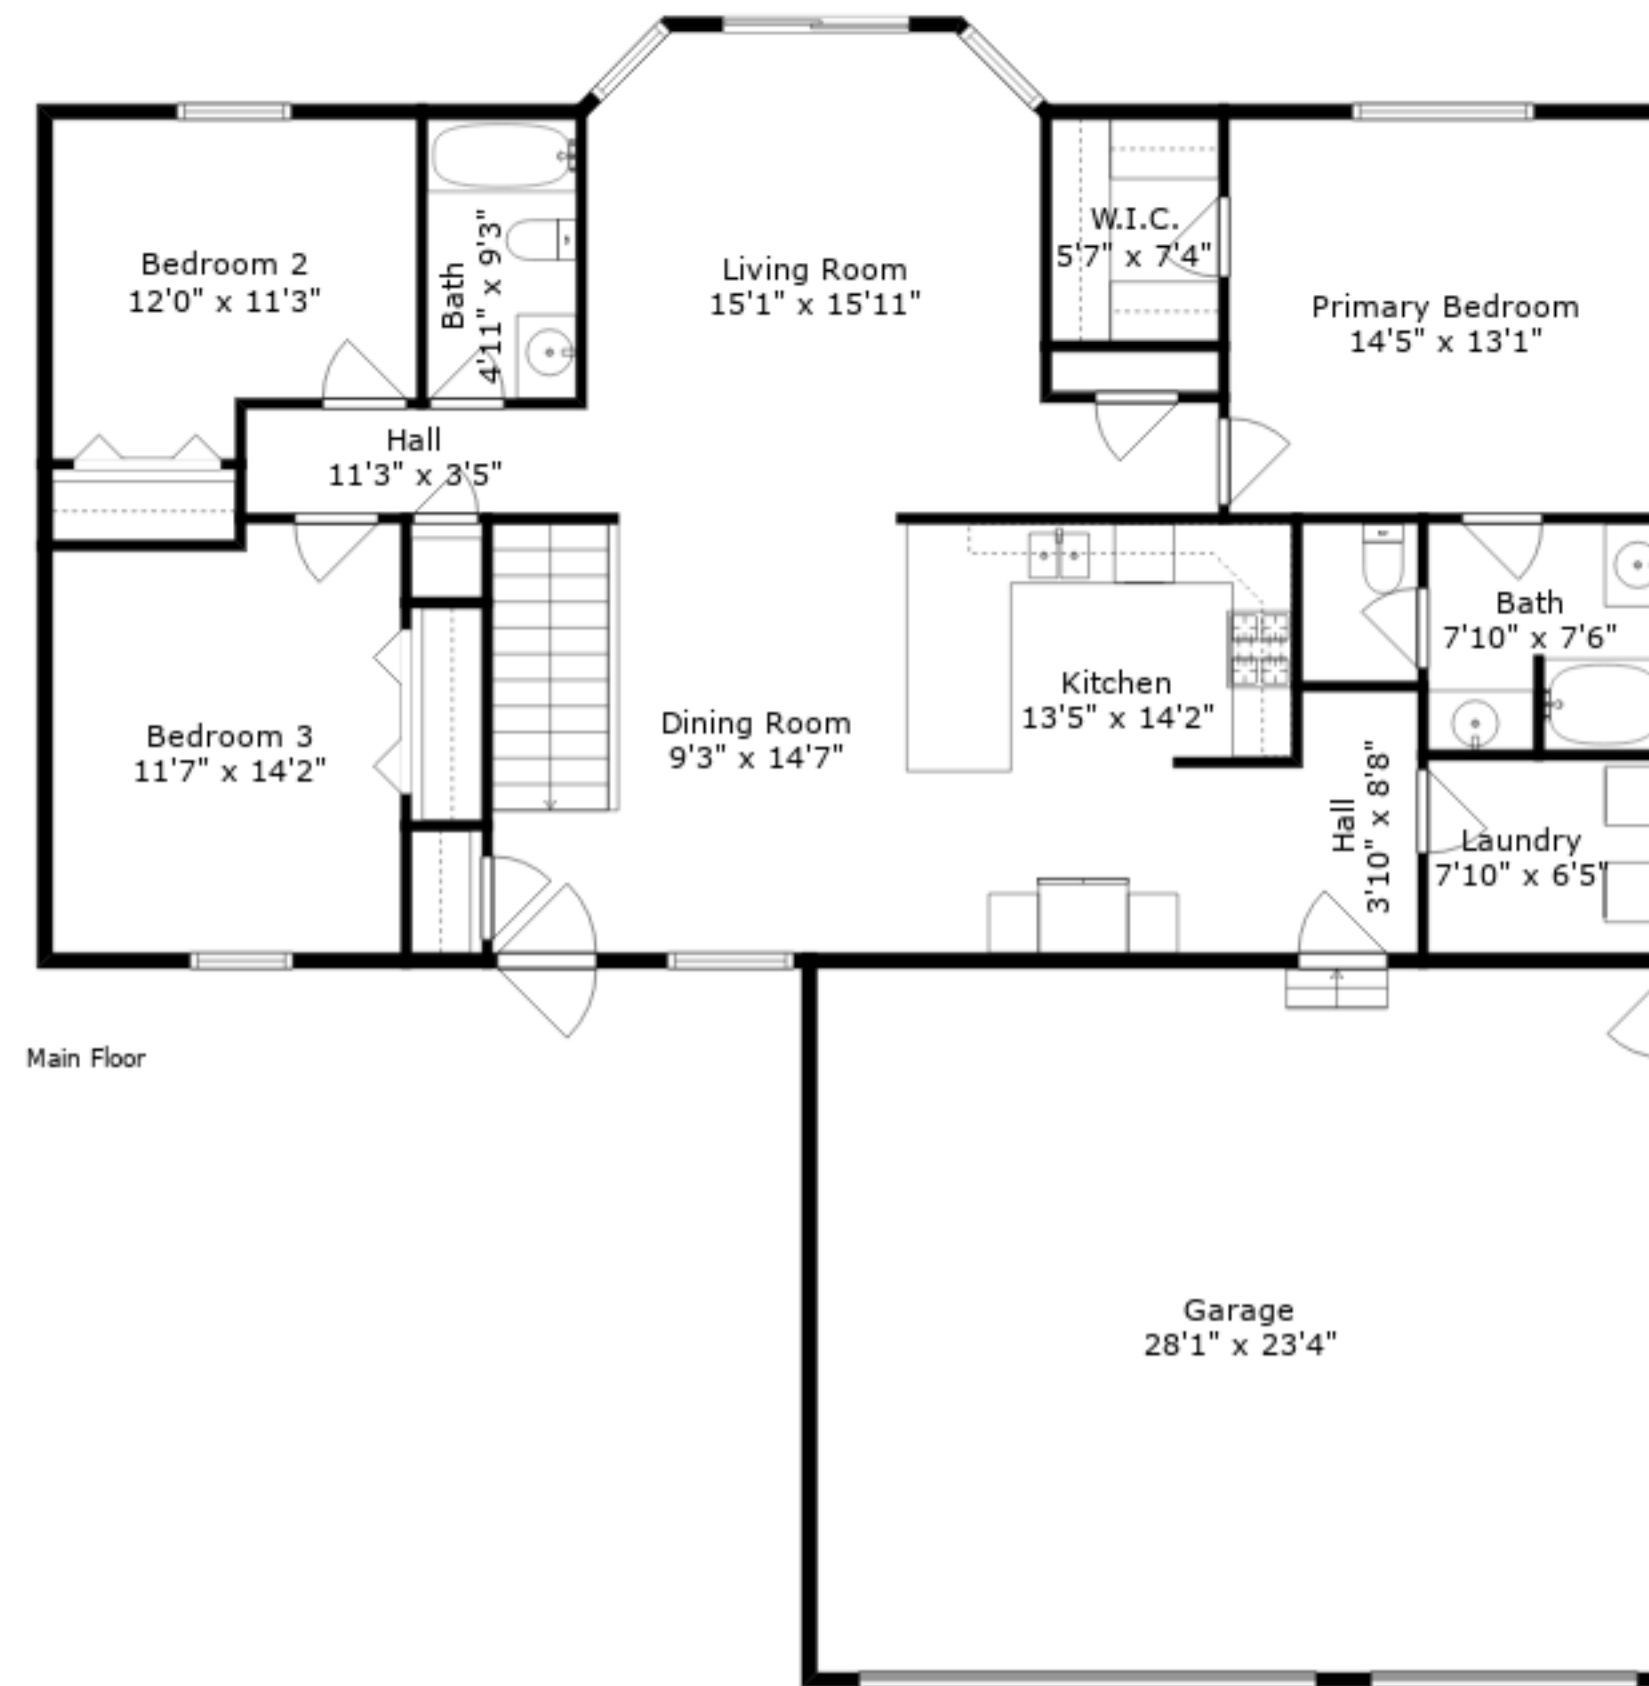 Bedroom 2
12'0" x 11'3"
Bath
4'11" x 9'3"
Living Room
15'1" x 15'11"
W.I.C.
5'7" x 7'4"
Primary Bedroom
14'5" x 13'1"
Hall
11'3" x 3'5"
Bedroom 3
11'7" x 14'2"
Dining Room
9'3" x 14'7"
Kitchen
13'5" x 14'2"
Bath
7'10" x 7'6"
Hall
3'10" x 8'8"
Laundry
7'10" x 6'5"
Main Floor
Garage
28'1" x 23'4"